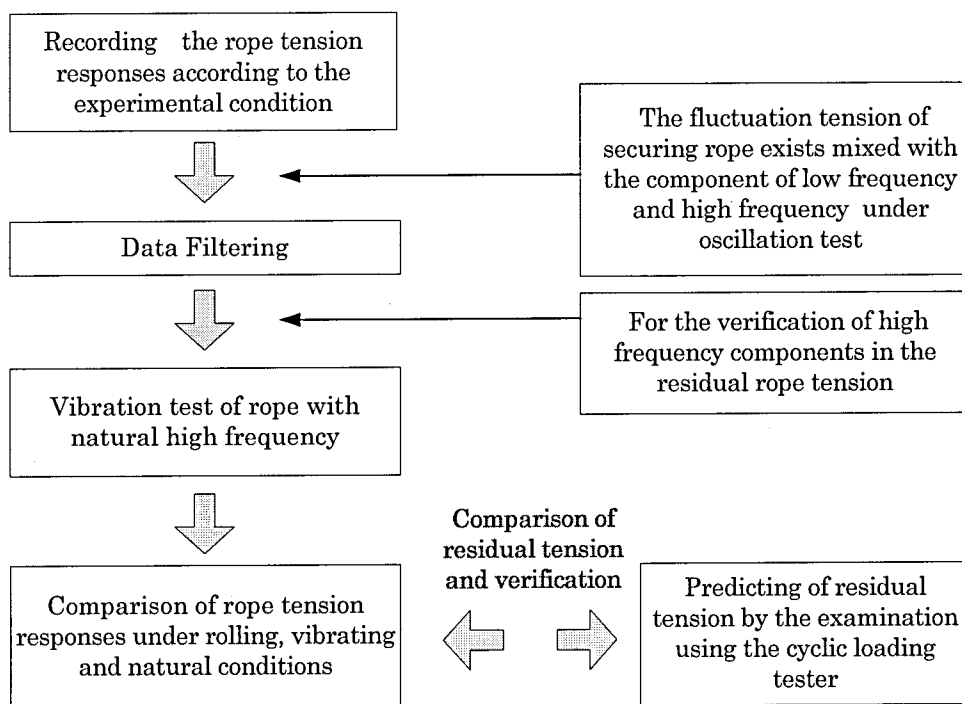 Recording the rope tension
responses according to the
experimental condition
The fluctuation tension of
securing rope exists mixed with
the component of low frequency
and high frequency under
oscillation test
Data Filtering
For the verification of high
frequency components in the
residual rope tension
Vibration test of rope with
natural high frequency
Comparison of
residual tension
and verification
Comparison of rope tension
responses under rolling, vibrating
and natural conditions
Predicting of residual
tension by the examination
using the cyclic loading
tester